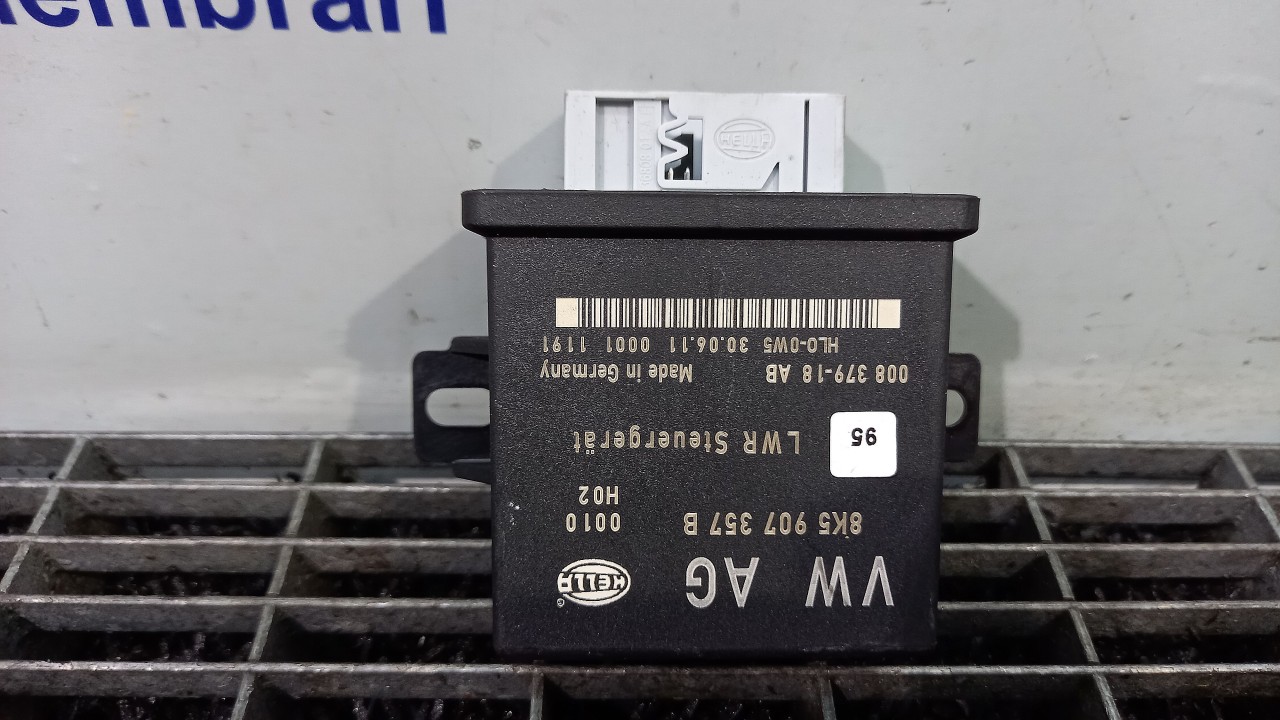 VW AG HELLA
8K5 907 357 B 0010
H02
LWR Steuergerät
95
008 379-18 AB Made in Germany
HLO-0W5 30.06.11 0001 1191
HELLA